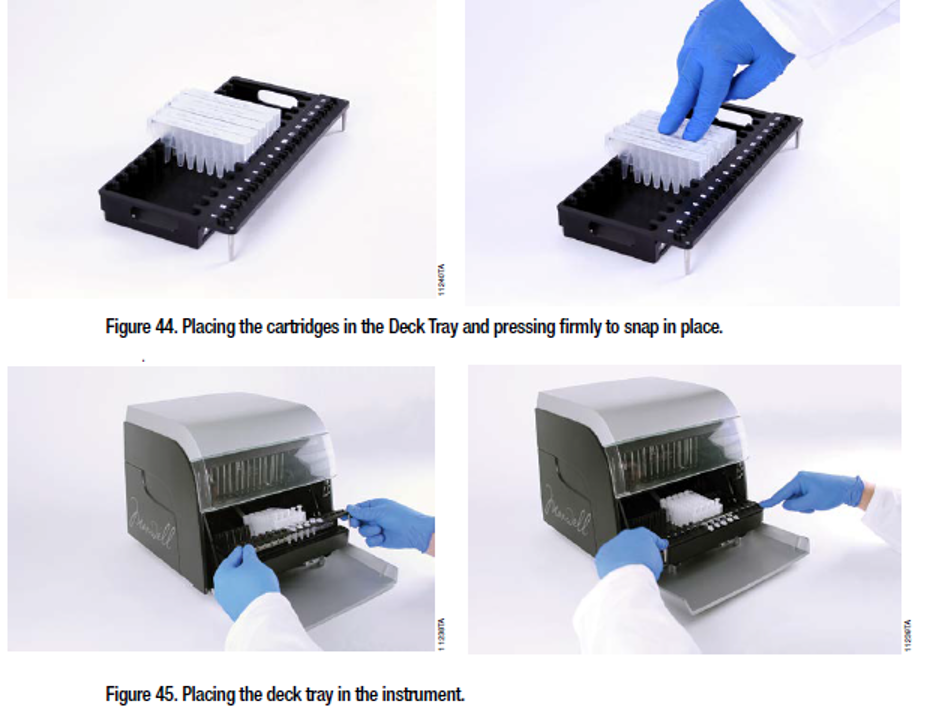 11240TA
Figure 44. Placing the cartridges in the Deck Tray and pressing firmly to snap in place.
Maxwell
Maxwell
11238TA
11239TA
Figure 45. Placing the deck tray in the instrument.